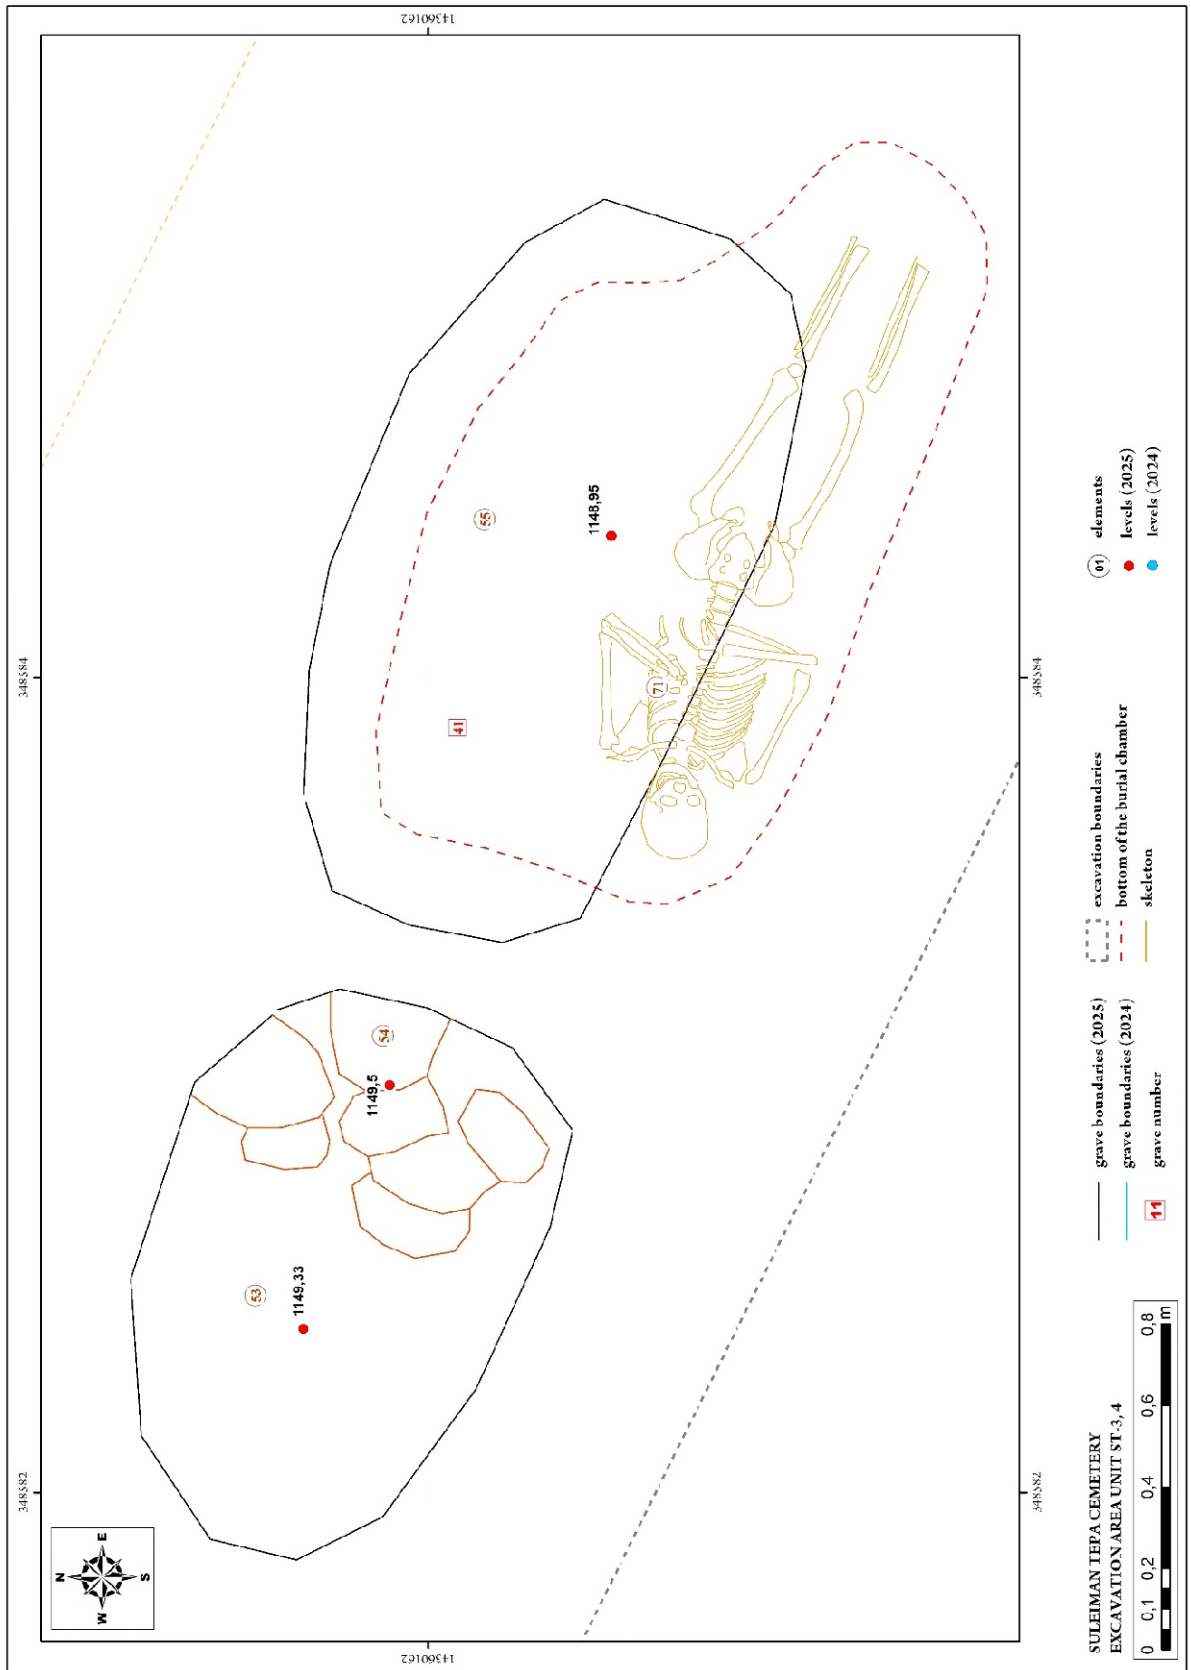 14360162
348584
348582
N
E
S
W
55
1148,95
71
41
54
1149,5
53
1149,33
348584
348582
14360162
SULEIMAN TEPA CEMETERY
EXCAVATION AREA UNIT ST-3, 4
0 0,1 0,2 0,4 0,6 0,8
m
grave boundaries (2025)
grave boundaries (2024)
11 grave number
excavation boundaries
bottom of the burial chamber
skeleton
01 elements
levels (2025)
levels (2024)